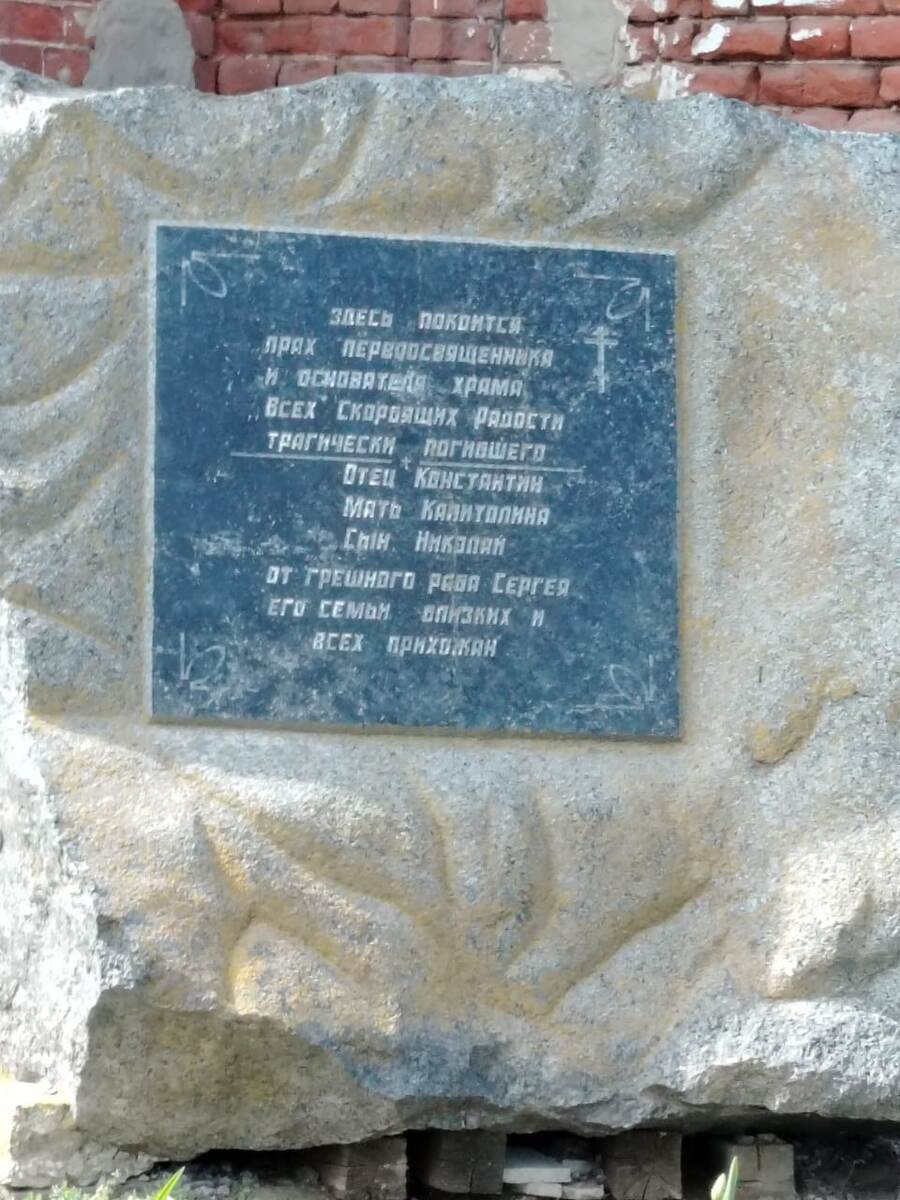 Здесь покоится
прах первоосвященника
и основателя храма
Всех Скорбящих Радости
трагически погибшего
Отец Константин
Мать Капитолина
Сын Николай
от грешного раба Сергея
его семьи близких и
всех прихожан